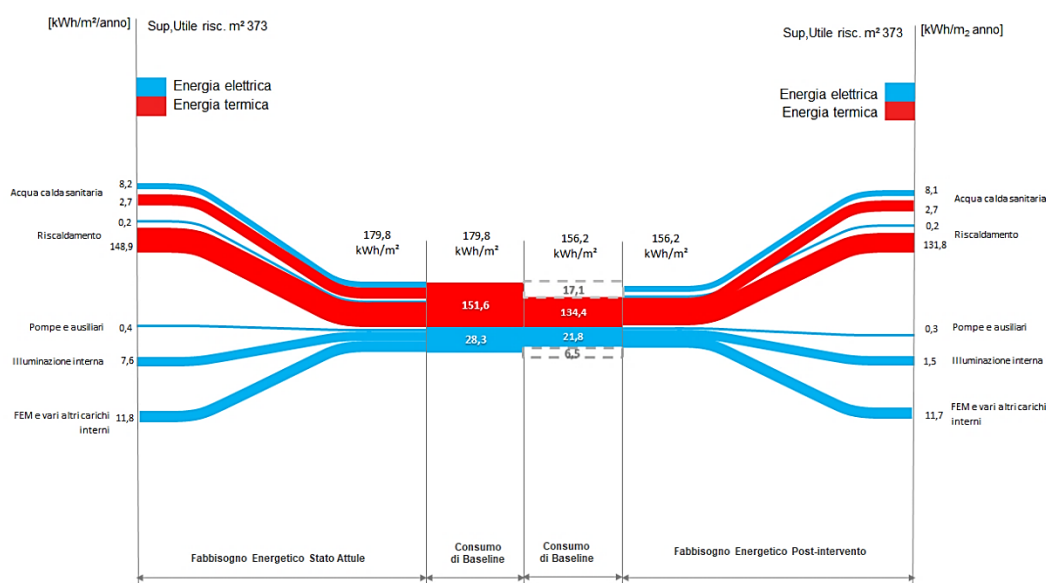 [kWh/m²/anno]
Sup,Utile risc. m² 373
Energia elettrica
Energia termica
Acqua calda sanitaria
8,2
2,7
0,2
Riscaldamento
148,9
Pompe e ausiliari
0,4
Illuminazione interna
7,6
FEM e vari altri carichi
interni
11,8
179,8
kWh/m²
179,8
kWh/m²
156,2
kWh/m²
156,2
kWh/m²
151,6
28,3
17,1
134,4
21,8
6,5
Sup,Utile risc. m² 373
[kWh/m₂ anno]
Energia elettrica
Energia termica
8,1
Acqua calda sanitaria
2,7
0,2
Riscaldamento
131,8
0,3
Pompe e ausiliari
1,5
Illuminazione interna
11,7
FEM e vari altri carichi
interni
Fabbisogno Energetico Stato Attule
Consumo
di Baseline
Consumo
di Baseline
Fabbisogno Energetico Post-intervento